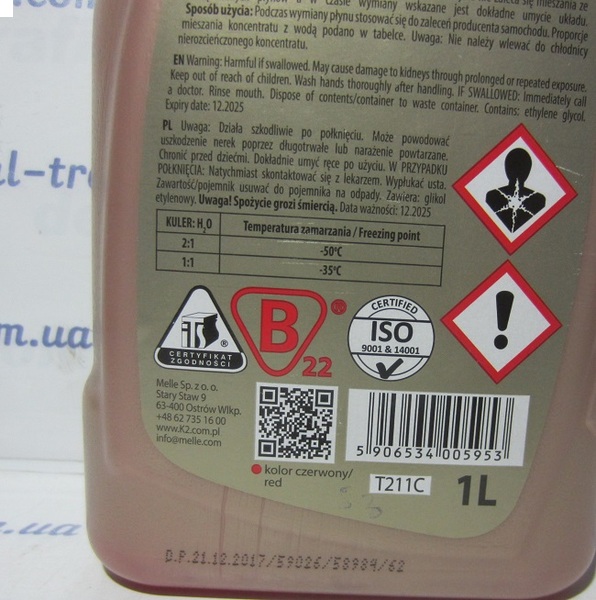 Sposób użycia: Podczas wymiany płynu stosować się do zaleceń producenta samochodu. Proporcje
mieszania koncentratu z wodą podano w tabelce. Uwaga: Nie należy wlewać do chłodnicy
nierozcieńczonego koncentratu.
EN Warning: Harmful if swallowed. May cause damage to kidneys through prolonged or repeated exposure.
Keep out of reach of children. Wash hands thoroughly after handling. IF SWALLOWED: Immediately call
a doctor. Rinse mouth. Dispose of contents/container to waste container. Contains: ethylene glycol.
Expiry date: 12.2025
PL Uwaga: Działa szkodliwie po połknięciu. Może powodować
uszkodzenie nerek poprzez długotrwałe lub narażenie powtarzane.
Chronić przed dziećmi. Dokładnie umyć ręce po użyciu. W PRZYPADKU
POŁKNIĘCIA: Natychmiast skontaktować się z lekarzem. Wypłukać usta.
Zawartość/pojemnik usuwać do pojemnika na odpady. Zawiera: glikol
etylenowy. Uwaga! Spożycie grozi śmiercią. Data ważności: 12.2025
KULER: H2O Temperatura zamarzania / Freezing point
2:1 -50°C
1:1 -35°C
CERTYFIKAT
ZGODNOŚCI
®
B
®
22
CERTIFIED
ISO
9001 & 14001
Melle Sp. z o. o.
Stary Staw 9
63-400 Ostrów Wlkp.
+48 62 735 16 00
www.K2.com.pl
info@melle.com
5 906534 005953
kolor czerwony/
red
T211C
1L
D.P.21.12.2017/59026/58984/62
l-tr
m.ua
om.ua